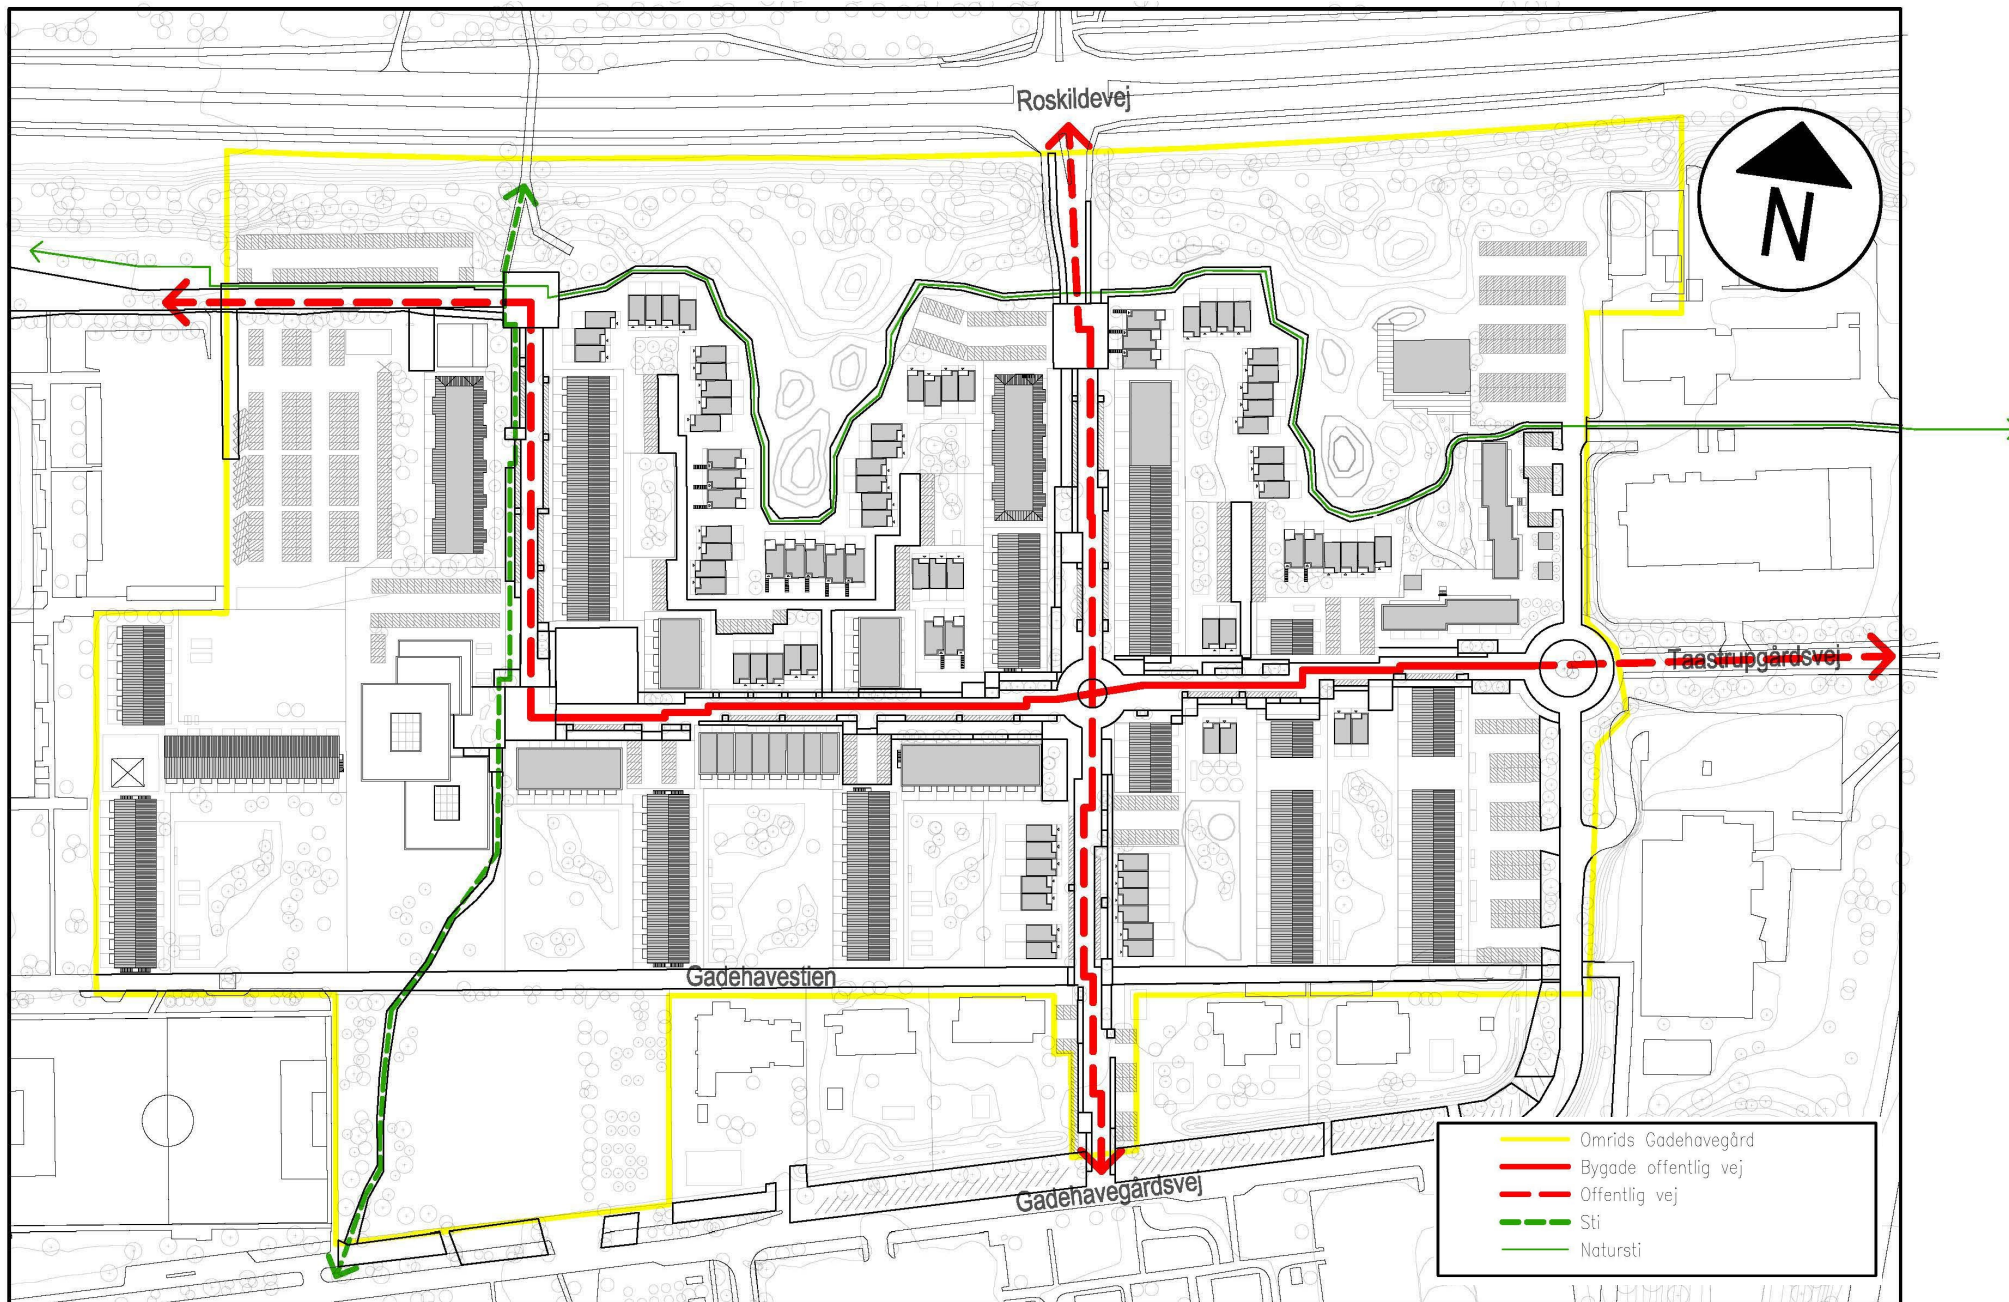 Roskildevej
N
Taastrupgårdsvej
Gadehavestien
Gadehavegårdsvej
Omrids Gadehavegård
Bygade offentlig vej
Offentlig vej
Sti
Natursti